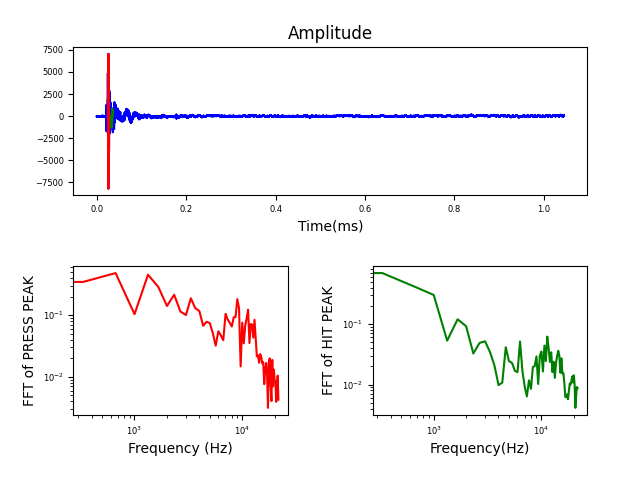 Amplitude
7500
5000
2500
0
−2500
−5000
−7500
0.0 0.2 0.4 0.6 0.8 1.0
Time(ms)
FFT of PRESS PEAK
10⁻¹
10⁻²
10³ 10⁴
Frequency (Hz)
FFT of HIT PEAK
10⁻¹
10⁻²
10³ 10⁴
Frequency(Hz)